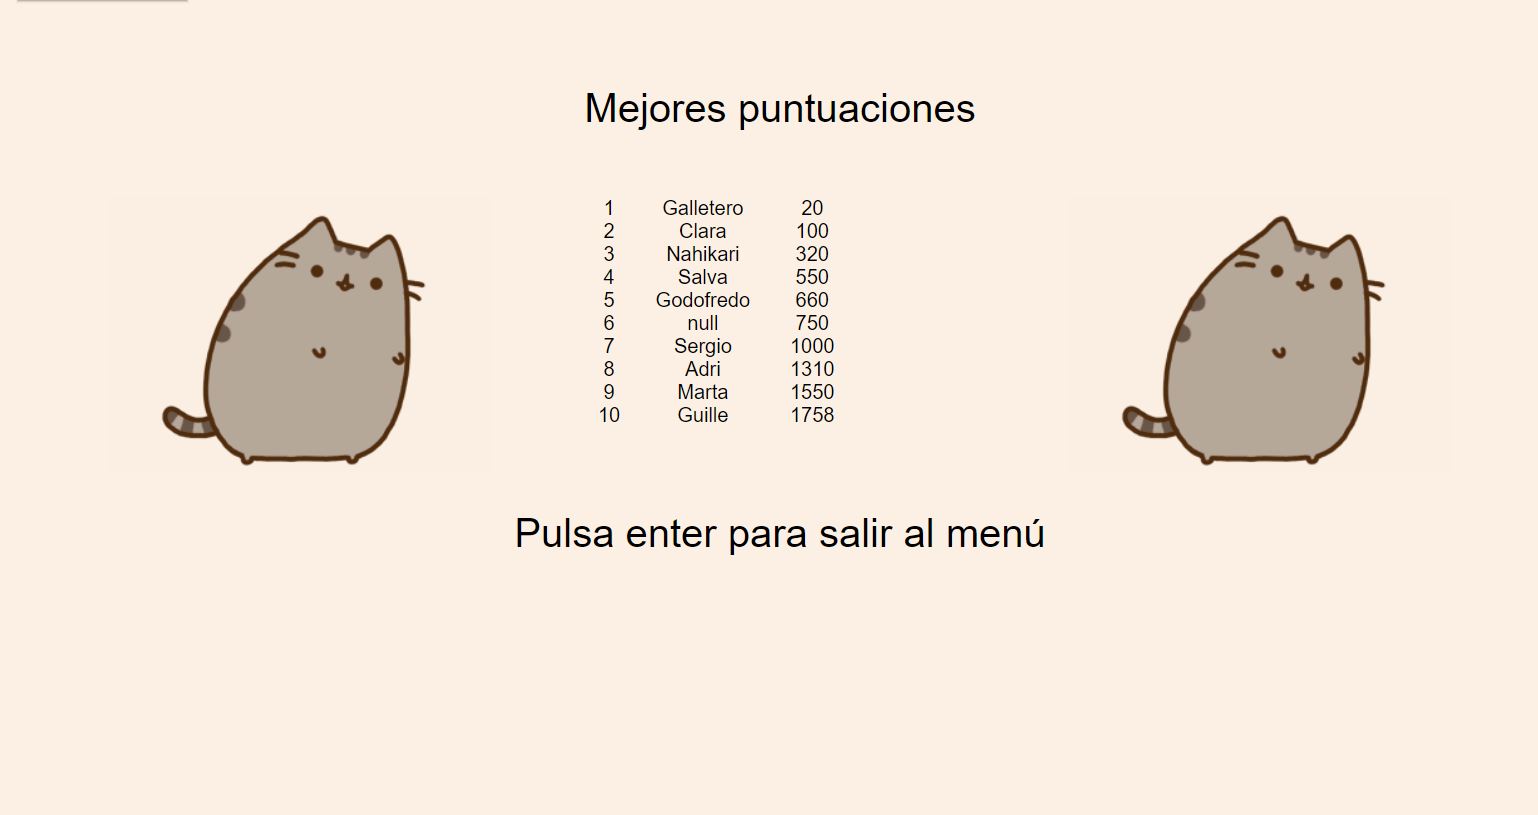 Mejores puntuaciones
1 Galletero 20
2 Clara 100
3 Nahikari 320
4 Salva 550
5 Godofredo 660
6 null 750
7 Sergio 1000
8 Adri 1310
9 Marta 1550
10 Guille 1758
Pulsa enter para salir al menú